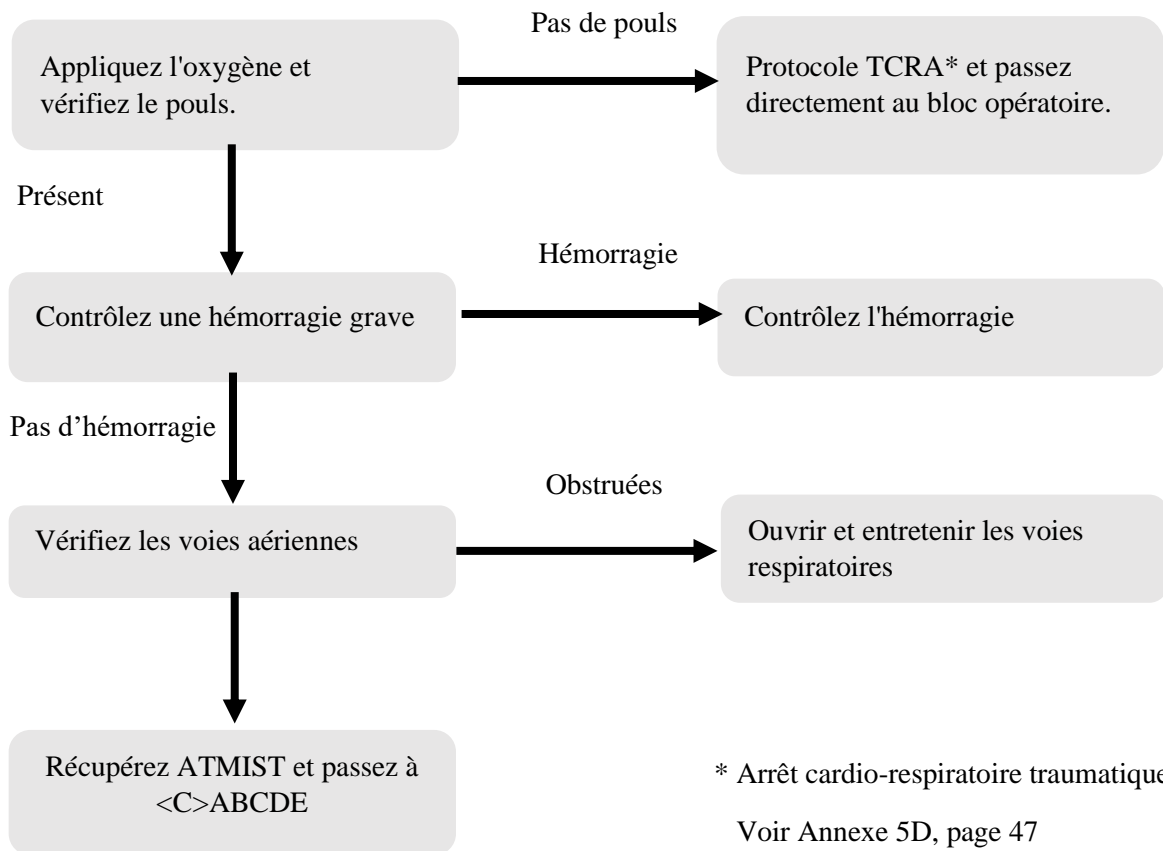 Pas de pouls
Appliquez l'oxygène et
vérifiez le pouls.
Protocole TCRA* et passez
directement au bloc opératoire.
Présent
Hémorragie
Contrôlez une hémorragie grave
Contrôlez l'hémorragie
Pas d’hémorragie
Obstruées
Vérifiez les voies aériennes
Ouvrir et entretenir les voies
respiratoires
Récupérez ATMIST et passez à
<C>ABCDE
* Arrêt cardio-respiratoire traumatique
Voir Annexe 5D, page 47